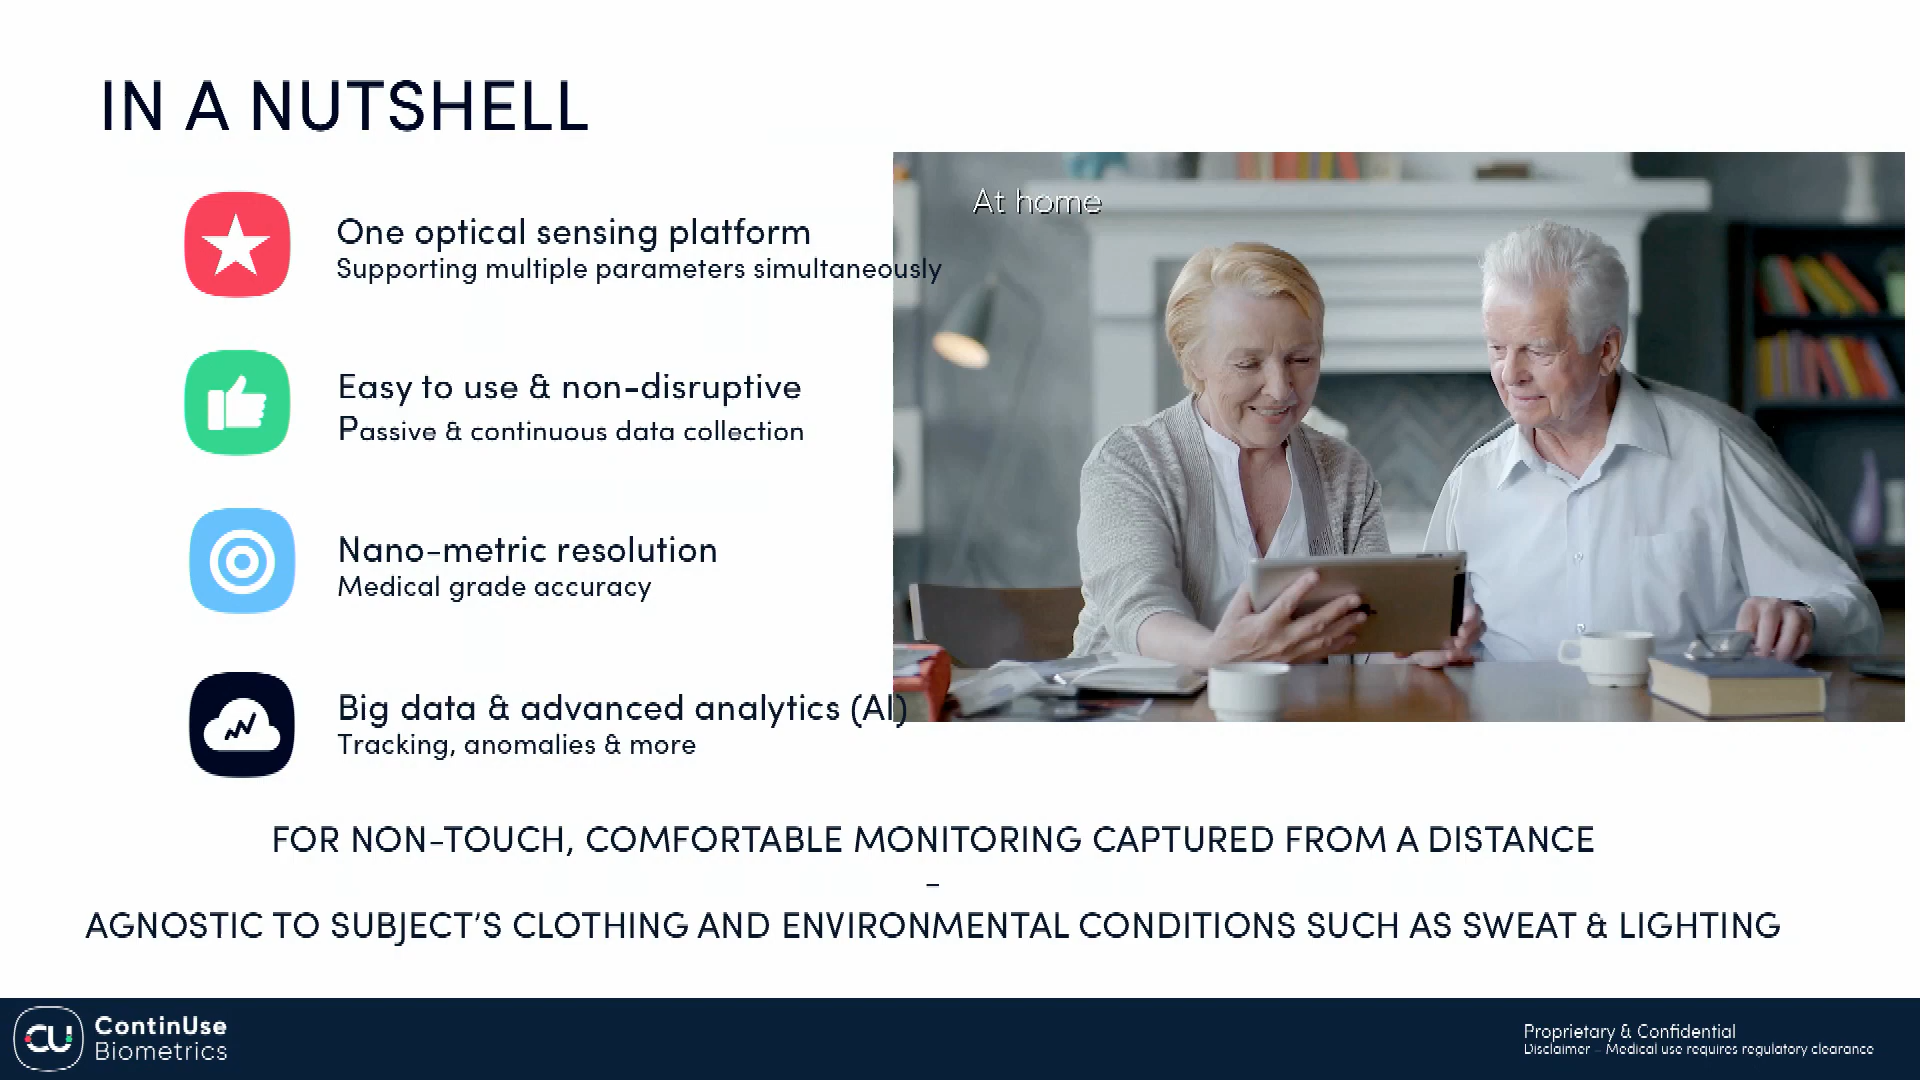 IN A NUTSHELL
One optical sensing platform
Supporting multiple parameters simultaneously
Easy to use & non-disruptive
Passive & continuous data collection
Nano-metric resolution
Medical grade accuracy
Big data & advanced analytics (AI)
Tracking, anomalies & more
At home
FOR NON-TOUCH, COMFORTABLE MONITORING CAPTURED FROM A DISTANCE
–
AGNOSTIC TO SUBJECT’S CLOTHING AND ENVIRONMENTAL CONDITIONS SUCH AS SWEAT & LIGHTING
CU
ContinUse
Biometrics
Proprietary & Confidential
Disclaimer – Medical use requires regulatory clearance